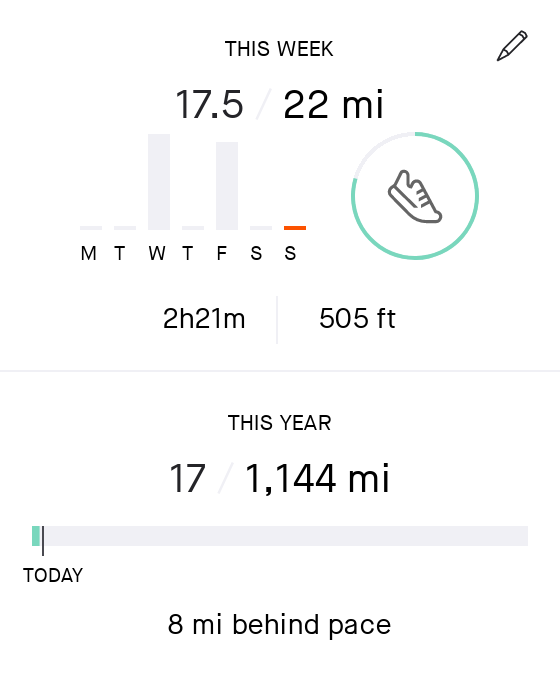 THIS WEEK
17.5 / 22 mi
M T W T F S S
2h21m 505 ft
THIS YEAR
17 / 1,144 mi
TODAY
8 mi behind pace